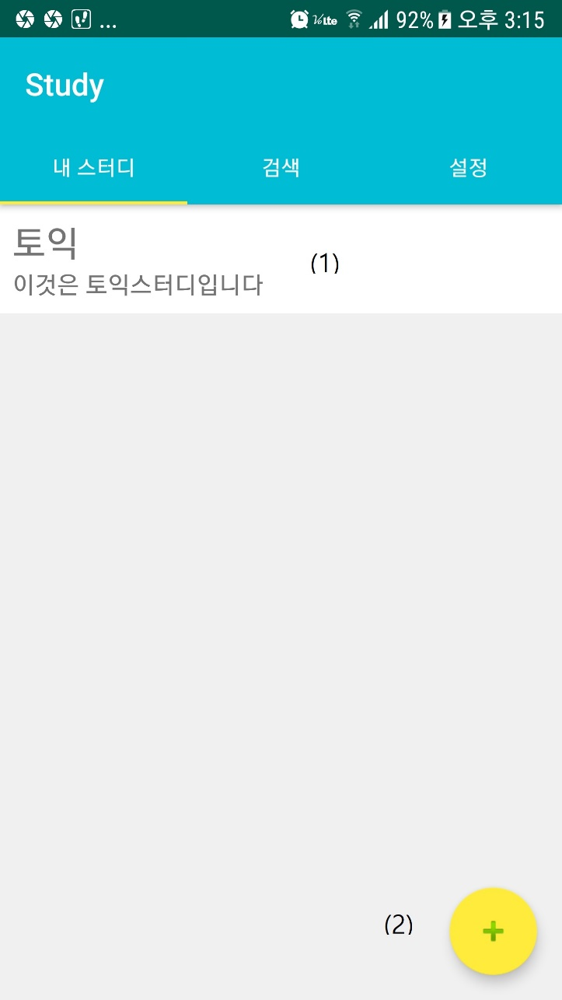 ... VoLTE 92% 오후 3:15
Study
내 스터디 검색 설정
토익
이것은 토익스터디입니다
(1)
(2) +